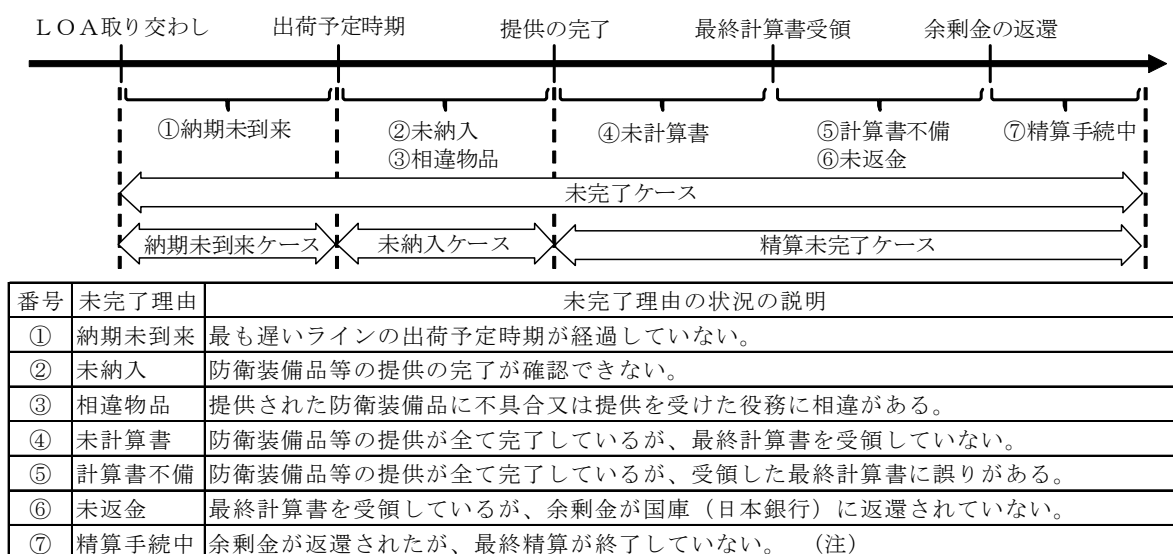 LOA取り交わし 出荷予定時期 提供の完了 最終計算書受領 余剰金の返還
①納期未到来 ②未納入 ④未計算書 ⑤計算書不備 ⑦精算手続中
③相違物品 ⑥未返金
未完了ケース
納期未到来ケース 未納入ケース 精算未完了ケース
番号 未完了理由 未完了理由の状況の説明
① 納期未到来 最も遅いラインの出荷予定時期が経過していない。
② 未納入 防衛装備品等の提供の完了が確認できない。
③ 相違物品 提供された防衛装備品に不具合又は提供を受けた役務に相違がある。
④ 未計算書 防衛装備品等の提供が全て完了しているが、最終計算書を受領していない。
⑤ 計算書不備 防衛装備品等の提供が全て完了しているが、受領した最終計算書に誤りがある。
⑥ 未返金 最終計算書を受領しているが、余剰金が国庫（日本銀行）に返還されていない。
⑦ 精算手続中 余剰金が返還されたが、最終精算が終了していない。 （注）